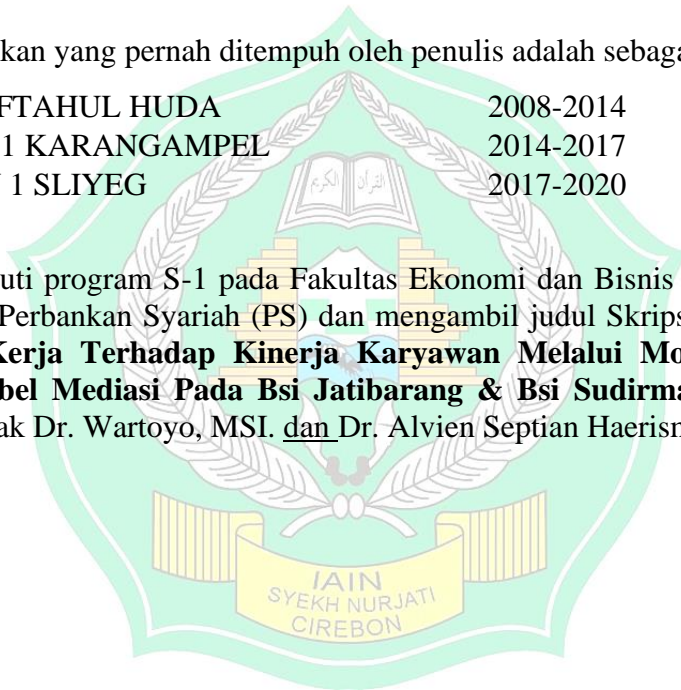 kan yang pernah ditempuh oleh penulis adalah sebaga
FTAHUL HUDA 2008-2014
1 KARANGAMPEL 2014-2017
1 SLIYEG 2017-2020
القرآن الكريم
uti program S-1 pada Fakultas Ekonomi dan Bisnis
Perbankan Syariah (PS) dan mengambil judul Skrips
Kerja Terhadap Kinerja Karyawan Melalui Mo
bel Mediasi Pada Bsi Jatibarang & Bsi Sudirma
ak Dr. Wartoyo, MSI. dan Dr. Alvien Septian Haerisn
IAIN
SYEKH NURJATI
CIREBON